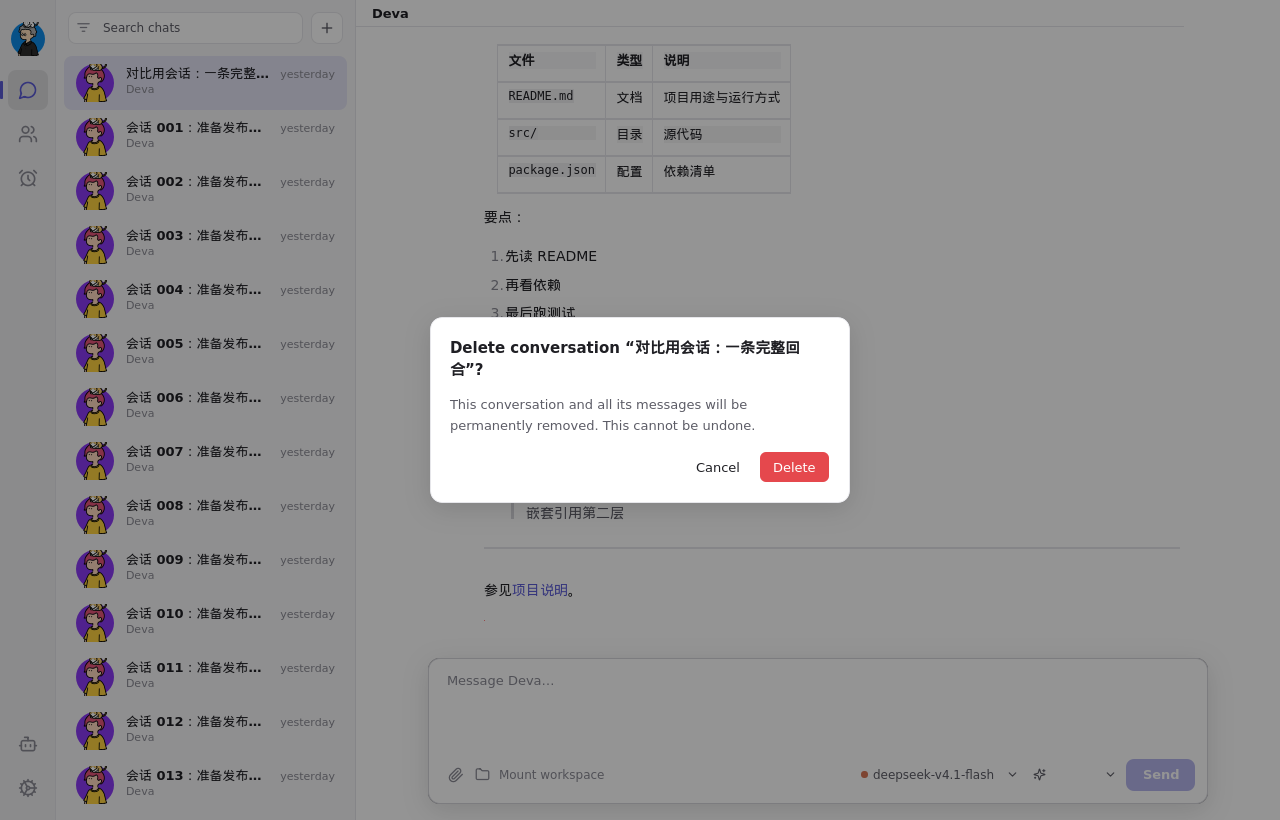 Search chats
对比用会话：一条完整…
yesterday
Deva
会话 001：准备发布…
yesterday
Deva
会话 002：准备发布…
yesterday
Deva
会话 003：准备发布…
yesterday
Deva
会话 004：准备发布…
yesterday
Deva
会话 005：准备发布…
yesterday
Deva
会话 006：准备发布…
yesterday
Deva
会话 007：准备发布…
yesterday
Deva
会话 008：准备发布…
yesterday
Deva
会话 009：准备发布…
yesterday
Deva
会话 010：准备发布…
yesterday
Deva
会话 011：准备发布…
yesterday
Deva
会话 012：准备发布…
yesterday
Deva
会话 013：准备发布…
yesterday
Deva
Deva
文件 类型 说明
README.md 文档 项目用途与运行方式
src/ 目录 源代码
package.json 配置 依赖清单
要点：
1. 先读 README
2. 再看依赖
3. 最后跑测试
Delete conversation “对比用会话：一条完整回
合”?
This conversation and all its messages will be
permanently removed. This cannot be undone.
Cancel Delete
嵌套引用第二层
参见项目说明。
Message Deva…
Mount workspace
deepseek-v4.1-flash
Send